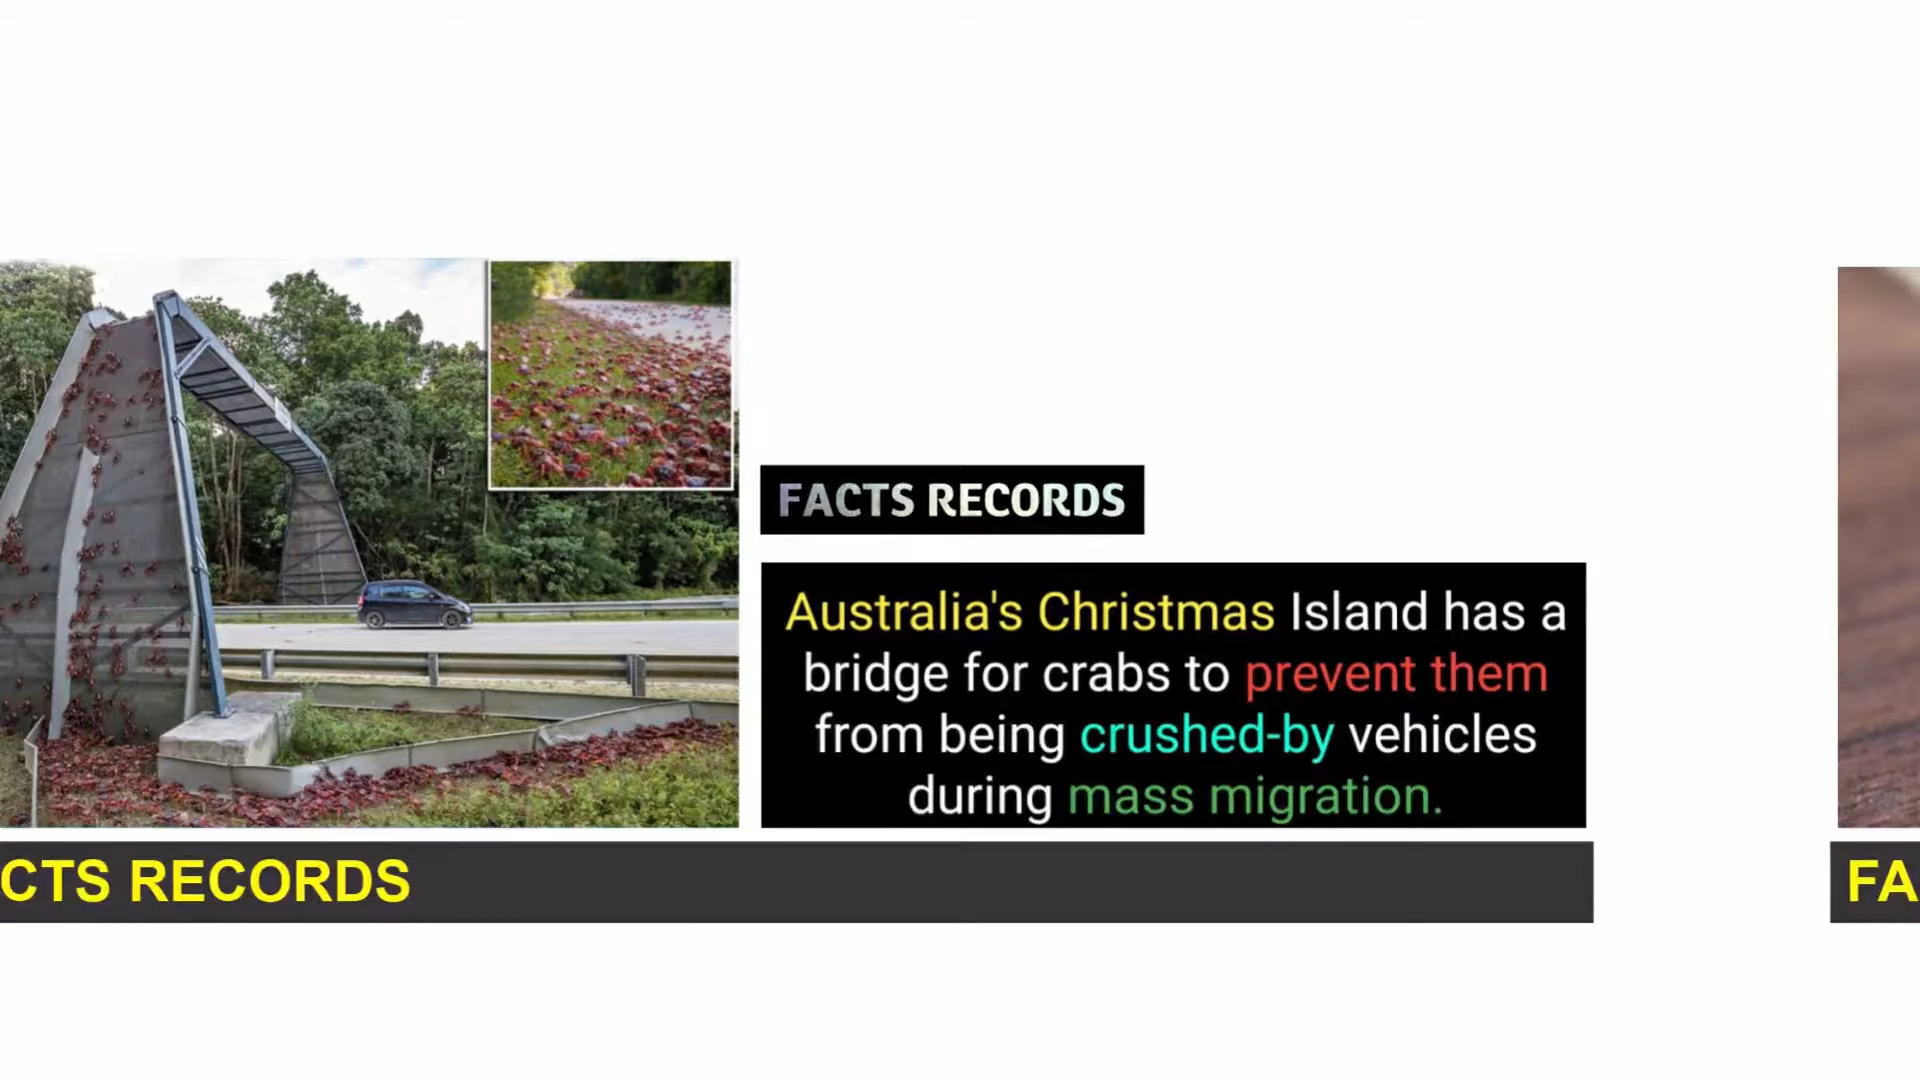 FACTS RECORDS
Australia's Christmas Island has a
bridge for crabs to prevent them
from being crushed-by vehicles
during mass migration.
CTS RECORDS
FA